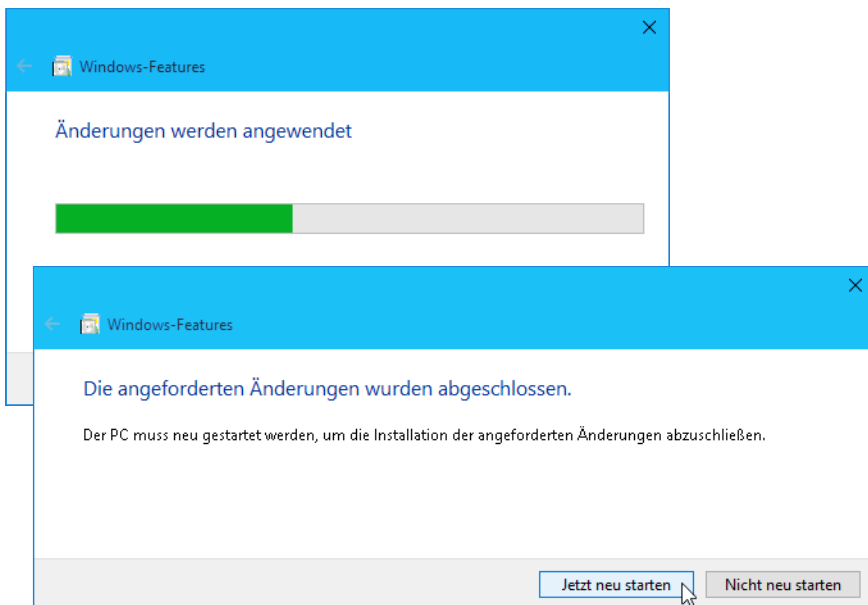 Windows-Features
Änderungen werden angewendet
Windows-Features
Die angeforderten Änderungen wurden abgeschlossen.
Der PC muss neu gestartet werden, um die Installation der angeforderten Änderungen abzuschließen.
Jetzt neu starten Nicht neu starten